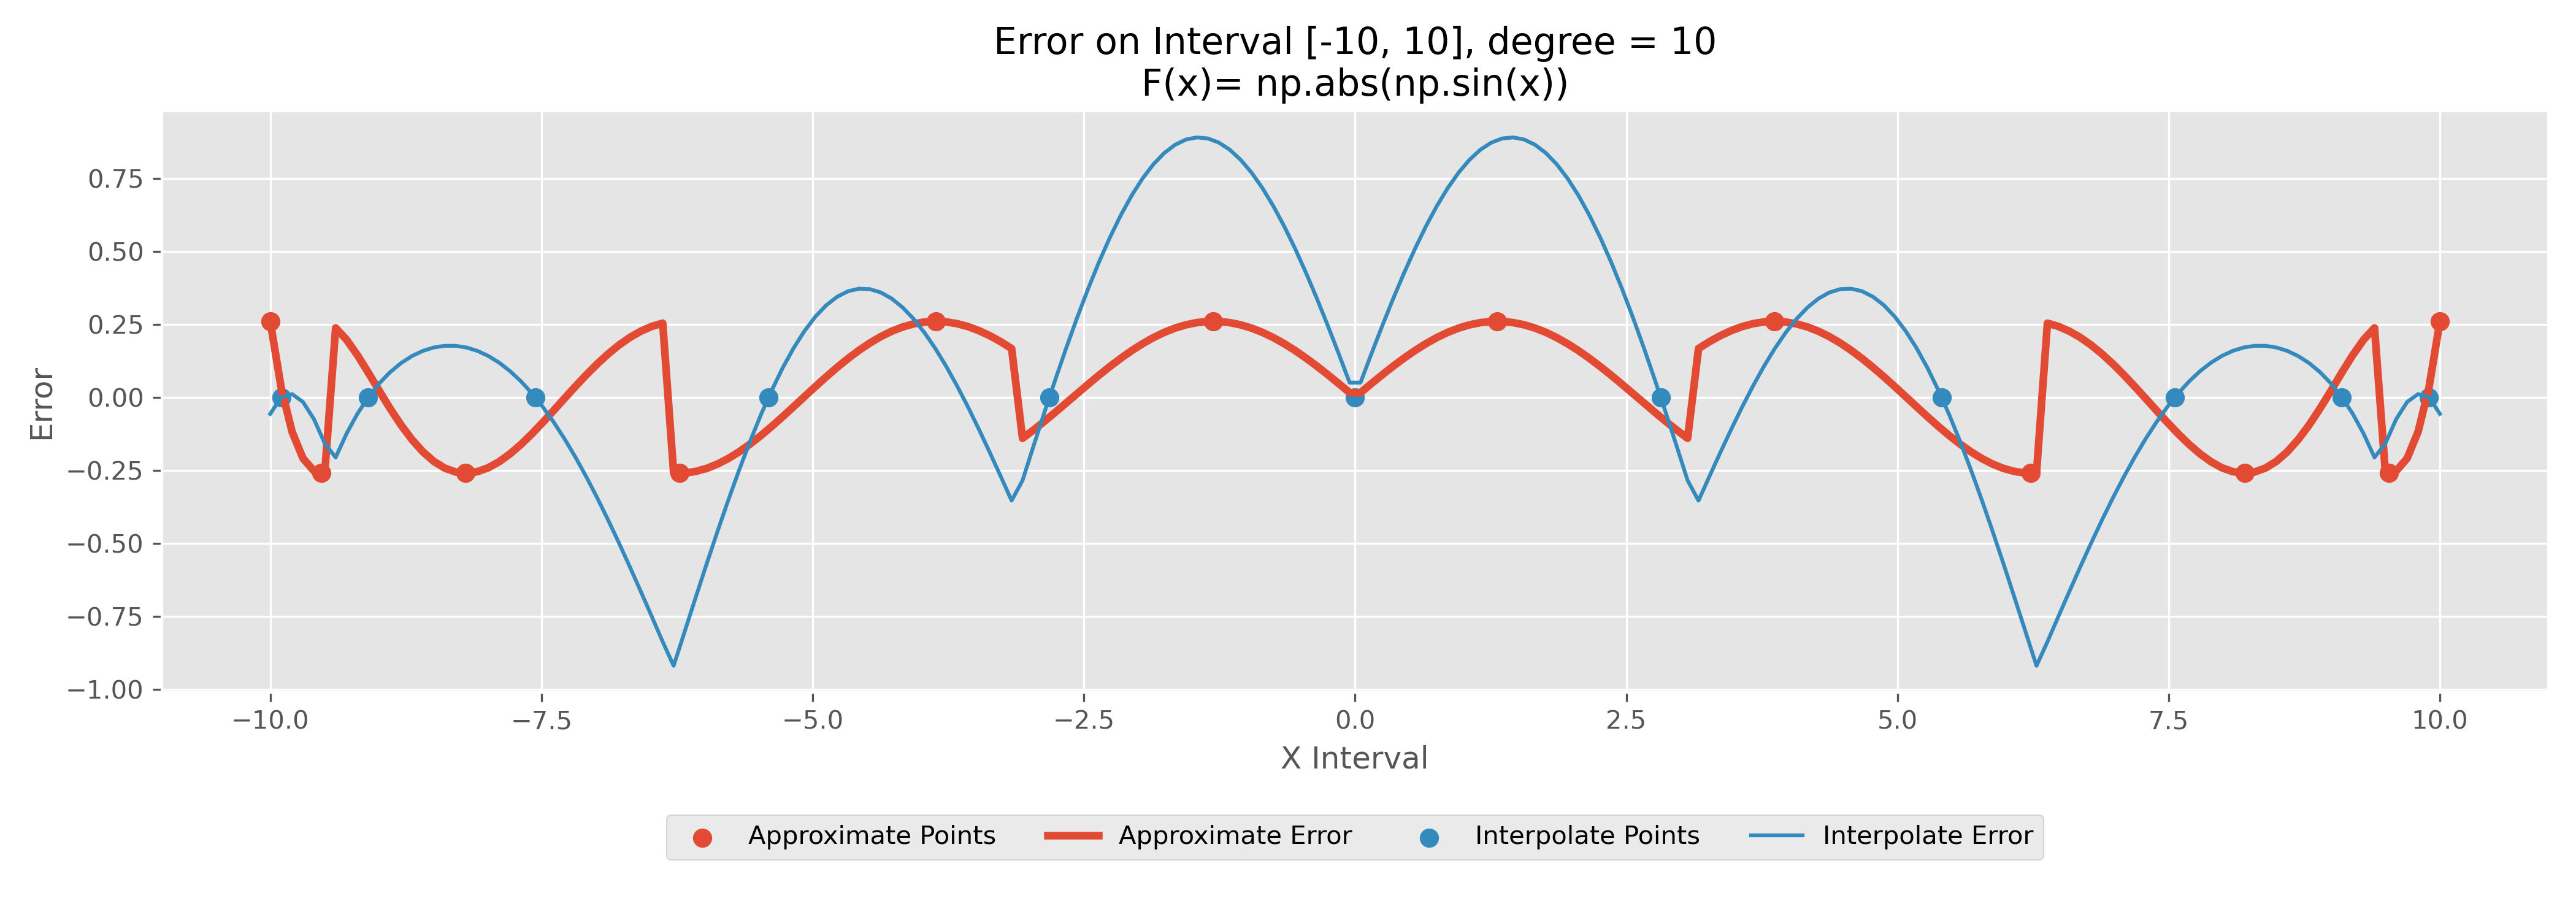 Error on Interval [-10, 10], degree = 10
F(x)= np.abs(np.sin(x))
Error
0.75
0.50
0.25
0.00
−0.25
−0.50
−0.75
−1.00
−10.0 −7.5 −5.0 −2.5 0.0 2.5 5.0 7.5 10.0
X Interval
Approximate Points Approximate Error Interpolate Points Interpolate Error